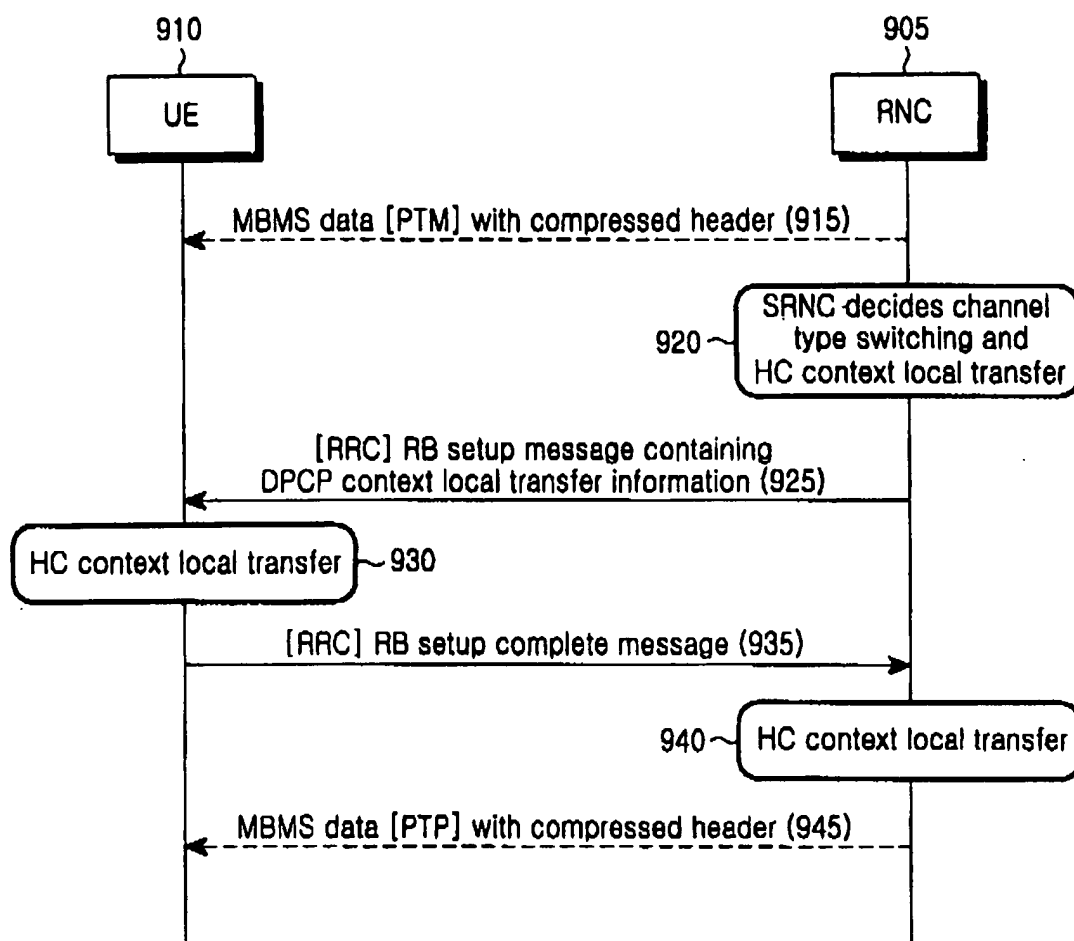 910
905
UE
RNC
MBMS data [PTM] with compressed header (915)
920
SRNC decides channel
type switching and
HC context local transfer
[RRC] RB setup message containing
DPCP context local transfer information (925)
HC context local transfer
930
[RRC] RB setup complete message (935)
940
HC context local transfer
MBMS data [PTP] with compressed header (945)